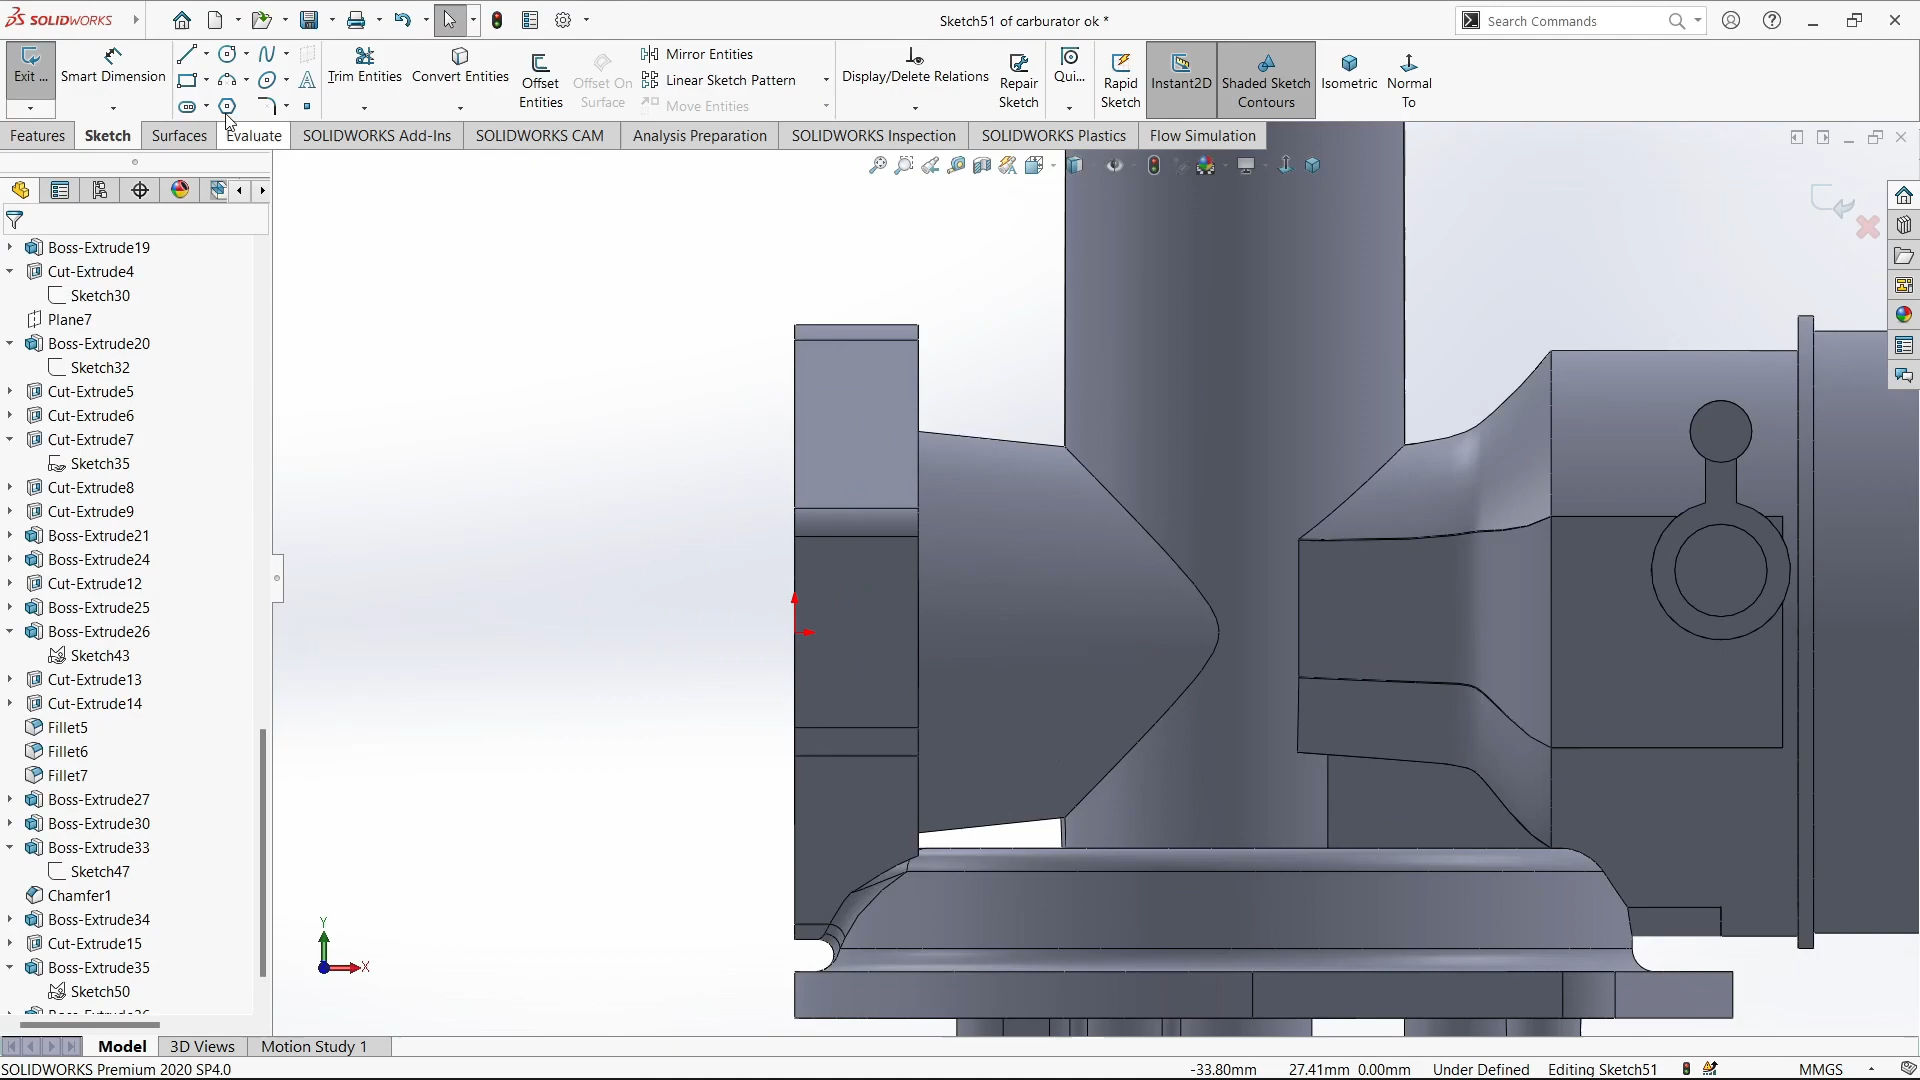 SOLIDWORKS
Sketch51 of carburator ok *
Search Commands
Exit ...
Smart Dimension
Trim Entities
Convert Entities
Offset Entities
Offset On Surface
Mirror Entities
Linear Sketch Pattern
Move Entities
Display/Delete Relations
Repair Sketch
Qui...
Rapid Sketch
Instant2D
Shaded Sketch Contours
Isometric
Normal To
Features
Sketch
Surfaces
Evaluate
SOLIDWORKS Add-Ins
SOLIDWORKS CAM
Analysis Preparation
SOLIDWORKS Inspection
SOLIDWORKS Plastics
Flow Simulation
Boss-Extrude19
Cut-Extrude4
Sketch30
Plane7
Boss-Extrude20
Sketch32
Cut-Extrude5
Cut-Extrude6
Cut-Extrude7
Sketch35
Cut-Extrude8
Cut-Extrude9
Boss-Extrude21
Boss-Extrude24
Cut-Extrude12
Boss-Extrude25
Boss-Extrude26
Sketch43
Cut-Extrude13
Cut-Extrude14
Fillet5
Fillet6
Fillet7
Boss-Extrude27
Boss-Extrude30
Boss-Extrude33
Sketch47
Chamfer1
Boss-Extrude34
Cut-Extrude15
Boss-Extrude35
Sketch50
Y
X
Model
3D Views
Motion Study 1
SOLIDWORKS Premium 2020 SP4.0
-33.80mm
27.41mm 0.00mm
Under Defined
Editing Sketch51
MMGS